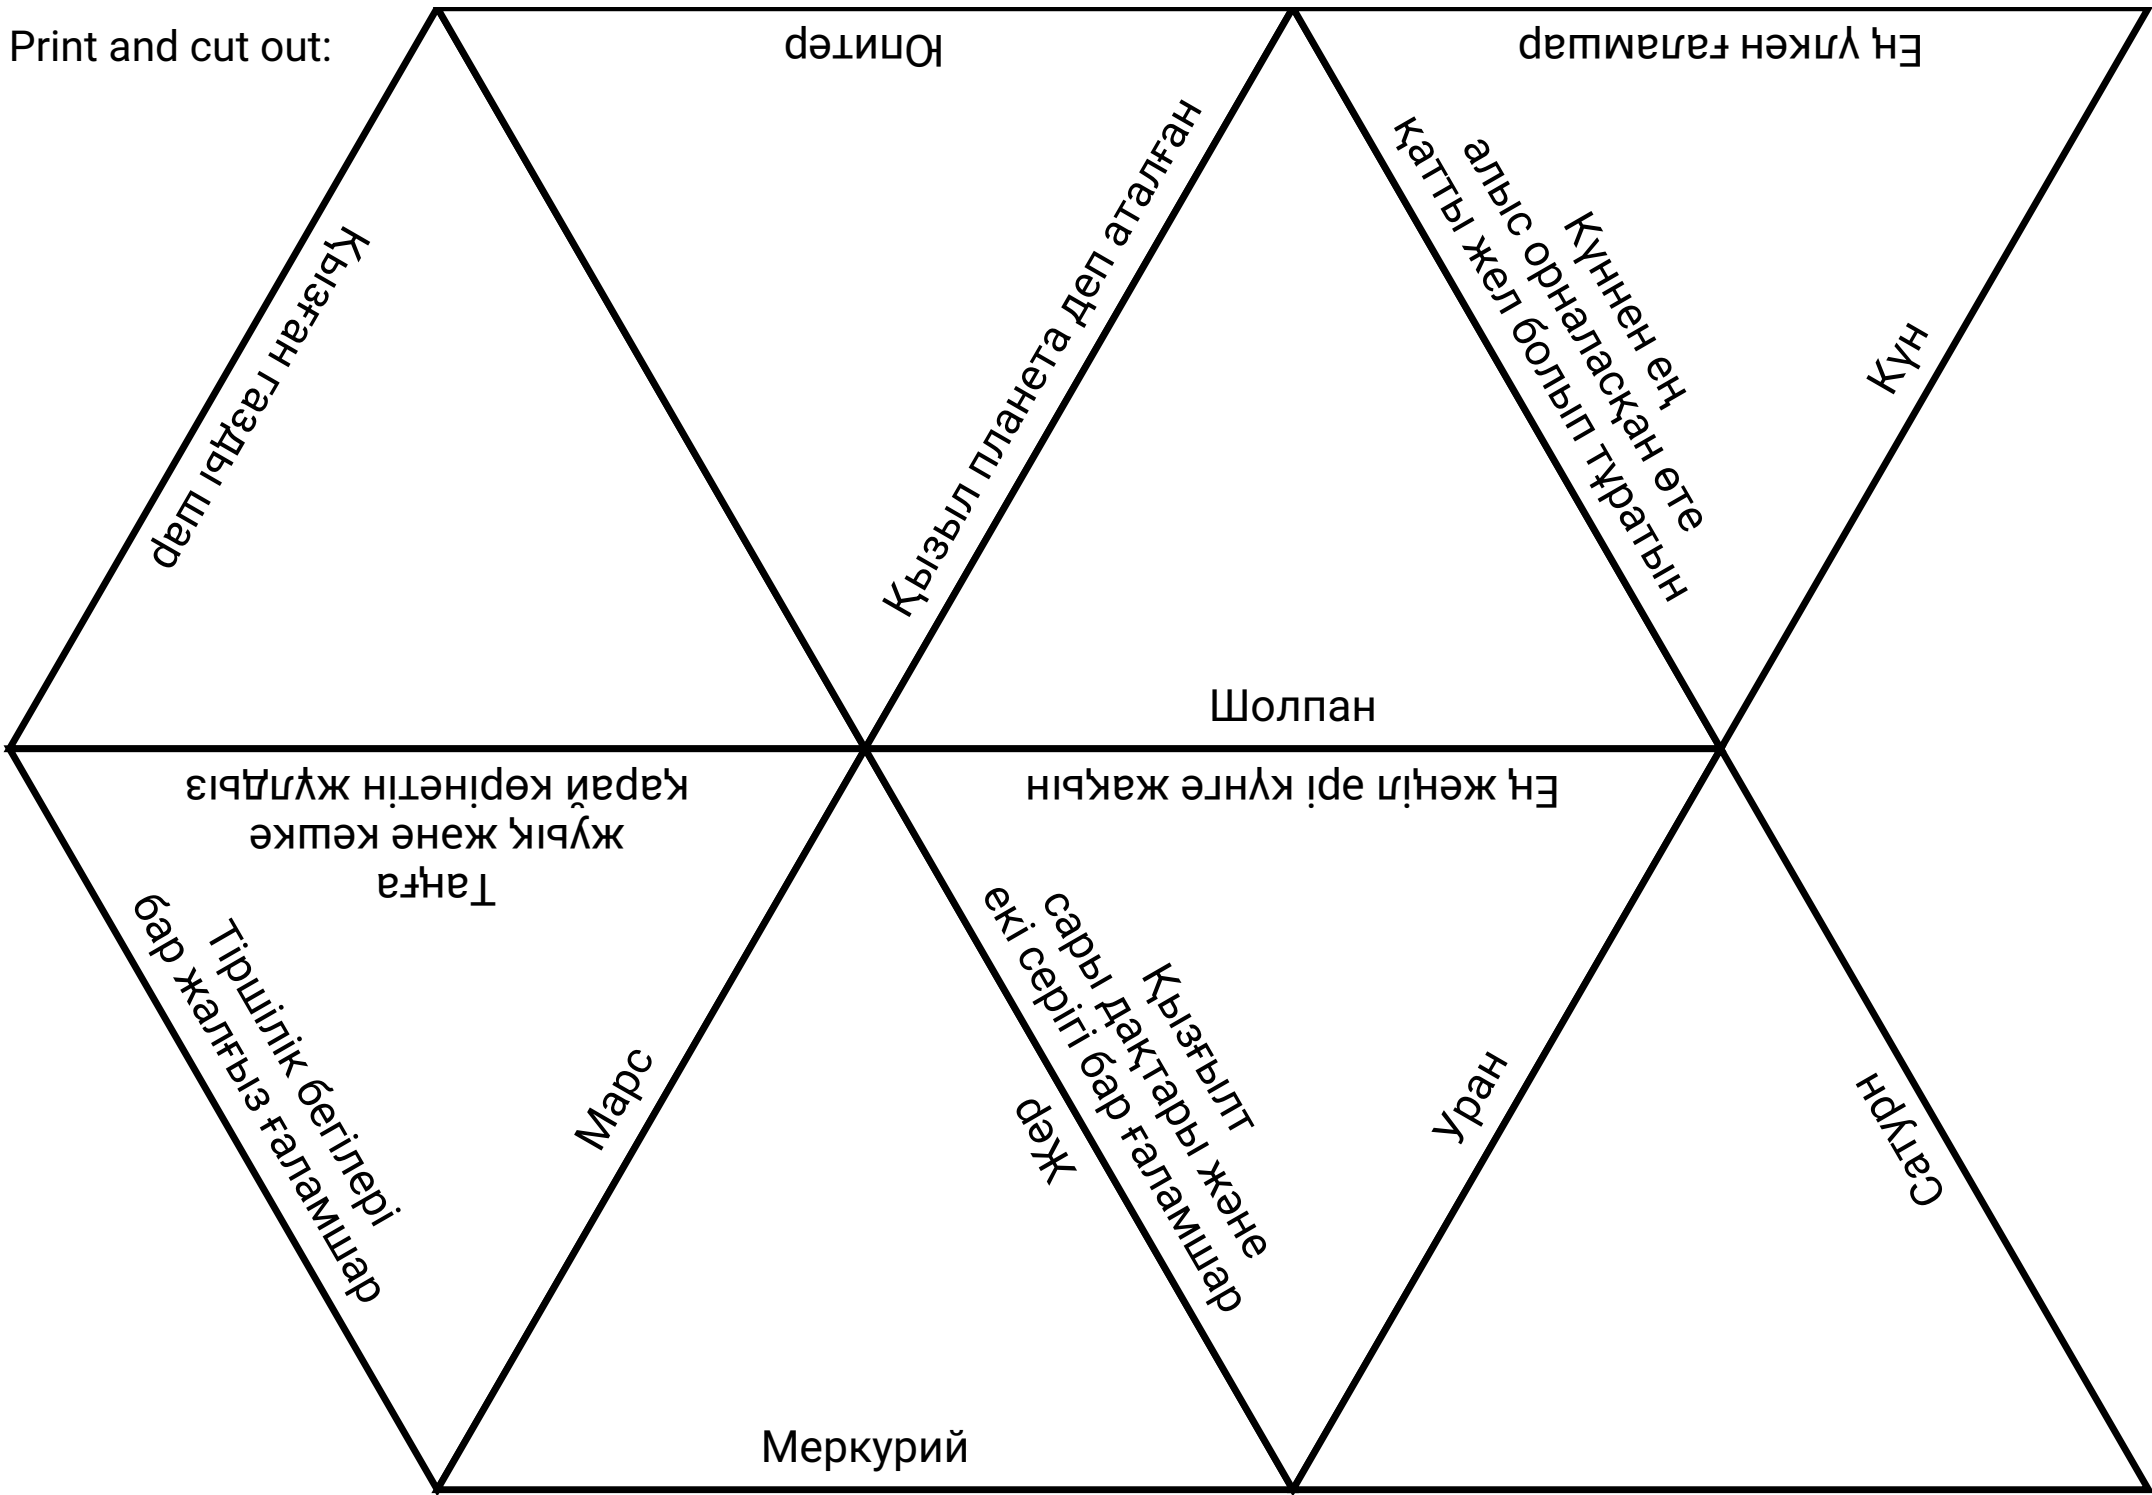 Print and cut out:
Юпитер
Ең үлкен ғаламшар
Қызған газды шар
Қызыл планета деп аталған
Күннен ең
алыс орналасқан өте
қатты жел болып тұратын
Күн
Шолпан
Таңға
жуық және кешке
қарай көрінетін жұлдыз
Ең жеңіл әрі күнге жақын
Тіршілік бегілері
бар жалғыз ғаламшар
Марс
Жер
Қызғылт
сары дақтары және
екі серігі бар ғаламшар
Уран
Сатурн
Меркурий